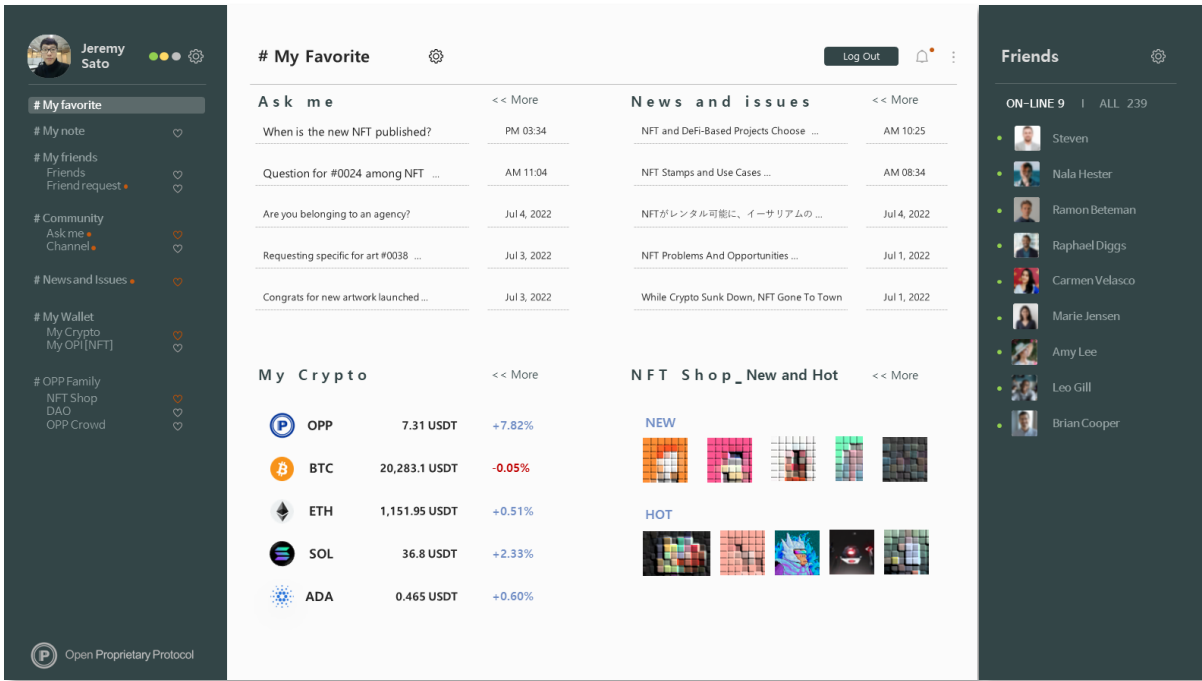 Jeremy
Sato
# My favorite
# My note
# My friends
Friends
Friend request
# Community
Ask me
Channel
# News and Issues
# My Wallet
My Crypto
My OPI[NFT]
# OPP Family
NFT Shop
DAO
OPP Crowd
P Open Proprietary Protocol
# My Favorite
Log Out
Ask me << More
When is the new NFT published? PM 03:34
Question for #0024 among NFT ... AM 11:04
Are you belonging to an agency? Jul 4, 2022
Requesting specific for art #0038 ... Jul 3, 2022
Congrats for new artwork launched ... Jul 3, 2022
News and issues << More
NFT and DeFi-Based Projects Choose ... AM 10:25
NFT Stamps and Use Cases ... AM 08:34
NFTがレンタル可能に、イーサリアムの ... Jul 4, 2022
NFT Problems And Opportunities ... Jul 1, 2022
While Crypto Sunk Down, NFT Gone To Town Jul 1, 2022
My Crypto << More
P OPP 7.31 USDT +7.82%
BTC 20,283.1 USDT -0.05%
ETH 1,151.95 USDT +0.51%
SOL 36.8 USDT +2.33%
ADA 0.465 USDT +0.60%
NFT Shop_New and Hot << More
NEW
HOT
Friends
ON-LINE 9 | ALL 239
Steven
Nala Hester
Ramon Beteman
Raphael Diggs
Carmen Velasco
Marie Jensen
Amy Lee
Leo Gill
Brian Cooper